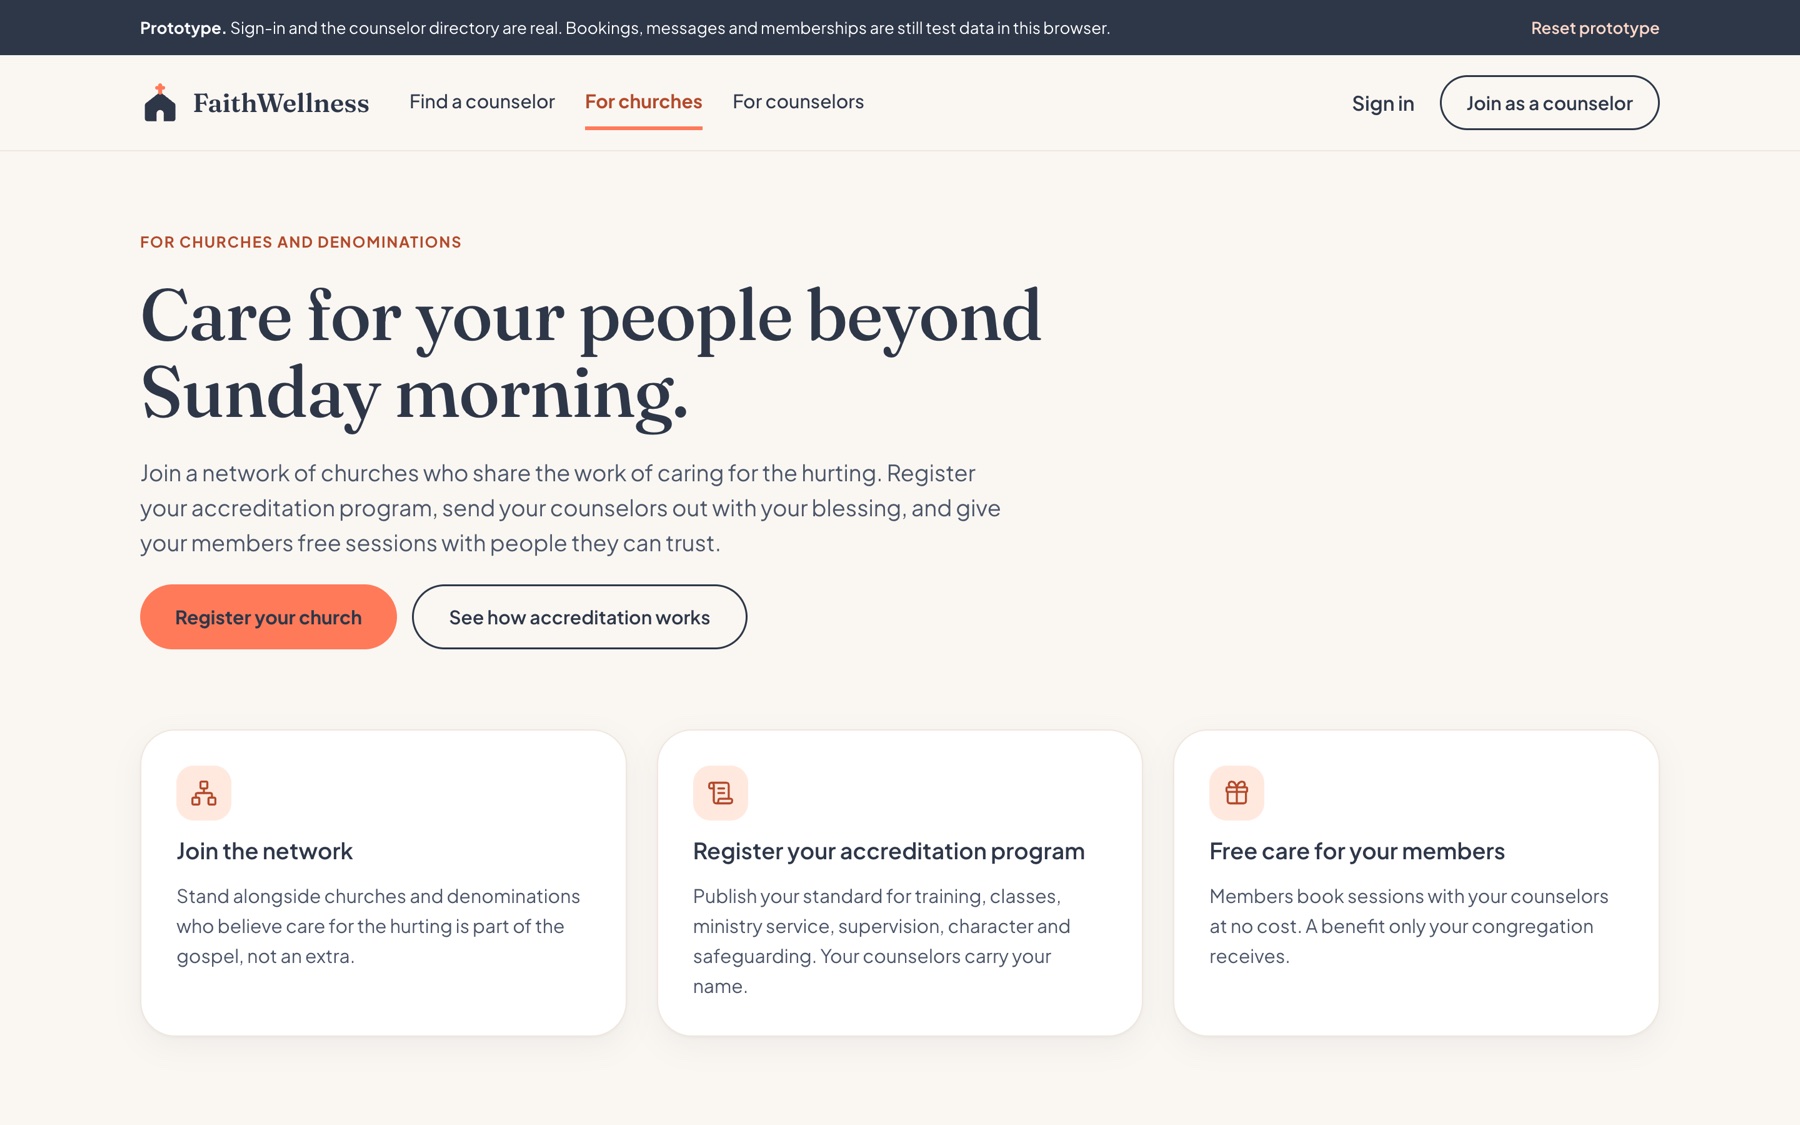 Prototype. Sign-in and the counselor directory are real. Bookings, messages and memberships are still test data in this browser.
Reset prototype
FaithWellness
Find a counselor
For churches
For counselors
Sign in
Join as a counselor
FOR CHURCHES AND DENOMINATIONS
Care for your people beyond
Sunday morning.
Join a network of churches who share the work of caring for the hurting. Register
your accreditation program, send your counselors out with your blessing, and give
your members free sessions with people they can trust.
Register your church
See how accreditation works
Join the network
Stand alongside churches and denominations
who believe care for the hurting is part of the
gospel, not an extra.
Register your accreditation program
Publish your standard for training, classes,
ministry service, supervision, character and
safeguarding. Your counselors carry your
name.
Free care for your members
Members book sessions with your counselors
at no cost. A benefit only your congregation
receives.